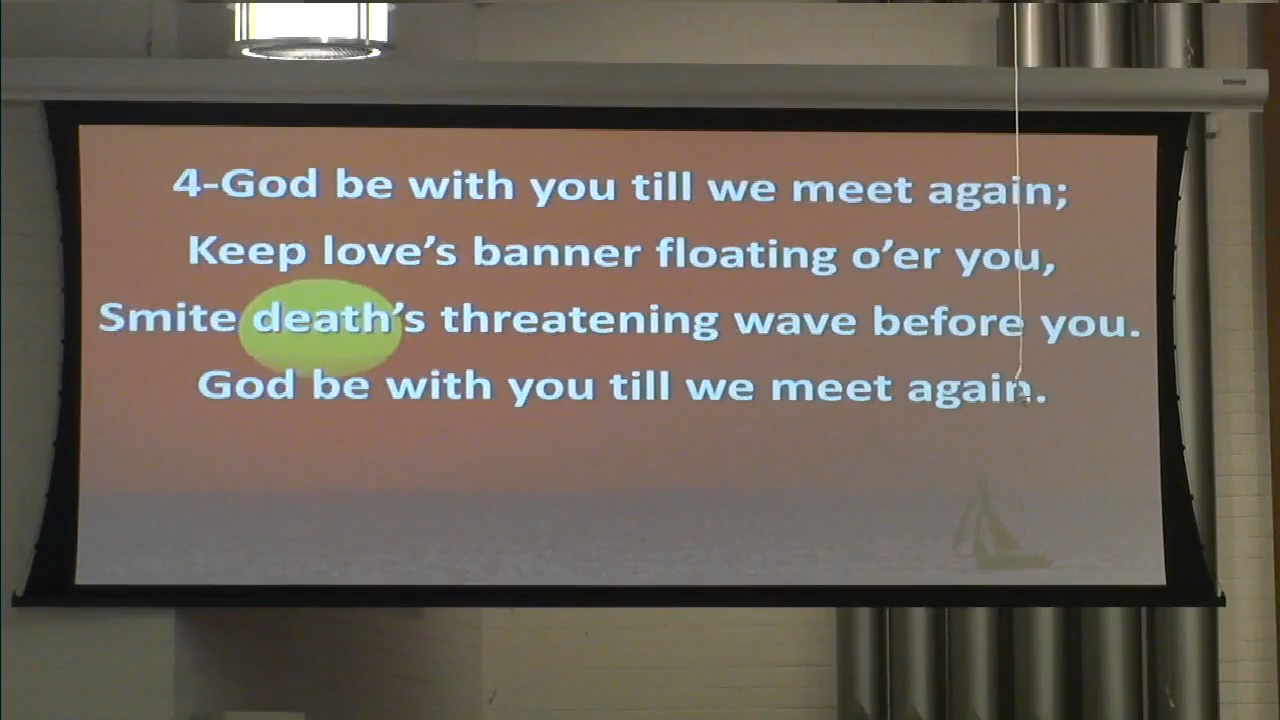 4-God be with you till we meet again;
Keep love's banner floating o'er you,
Smite death's threatening wave before you.
God be with you till we meet again.